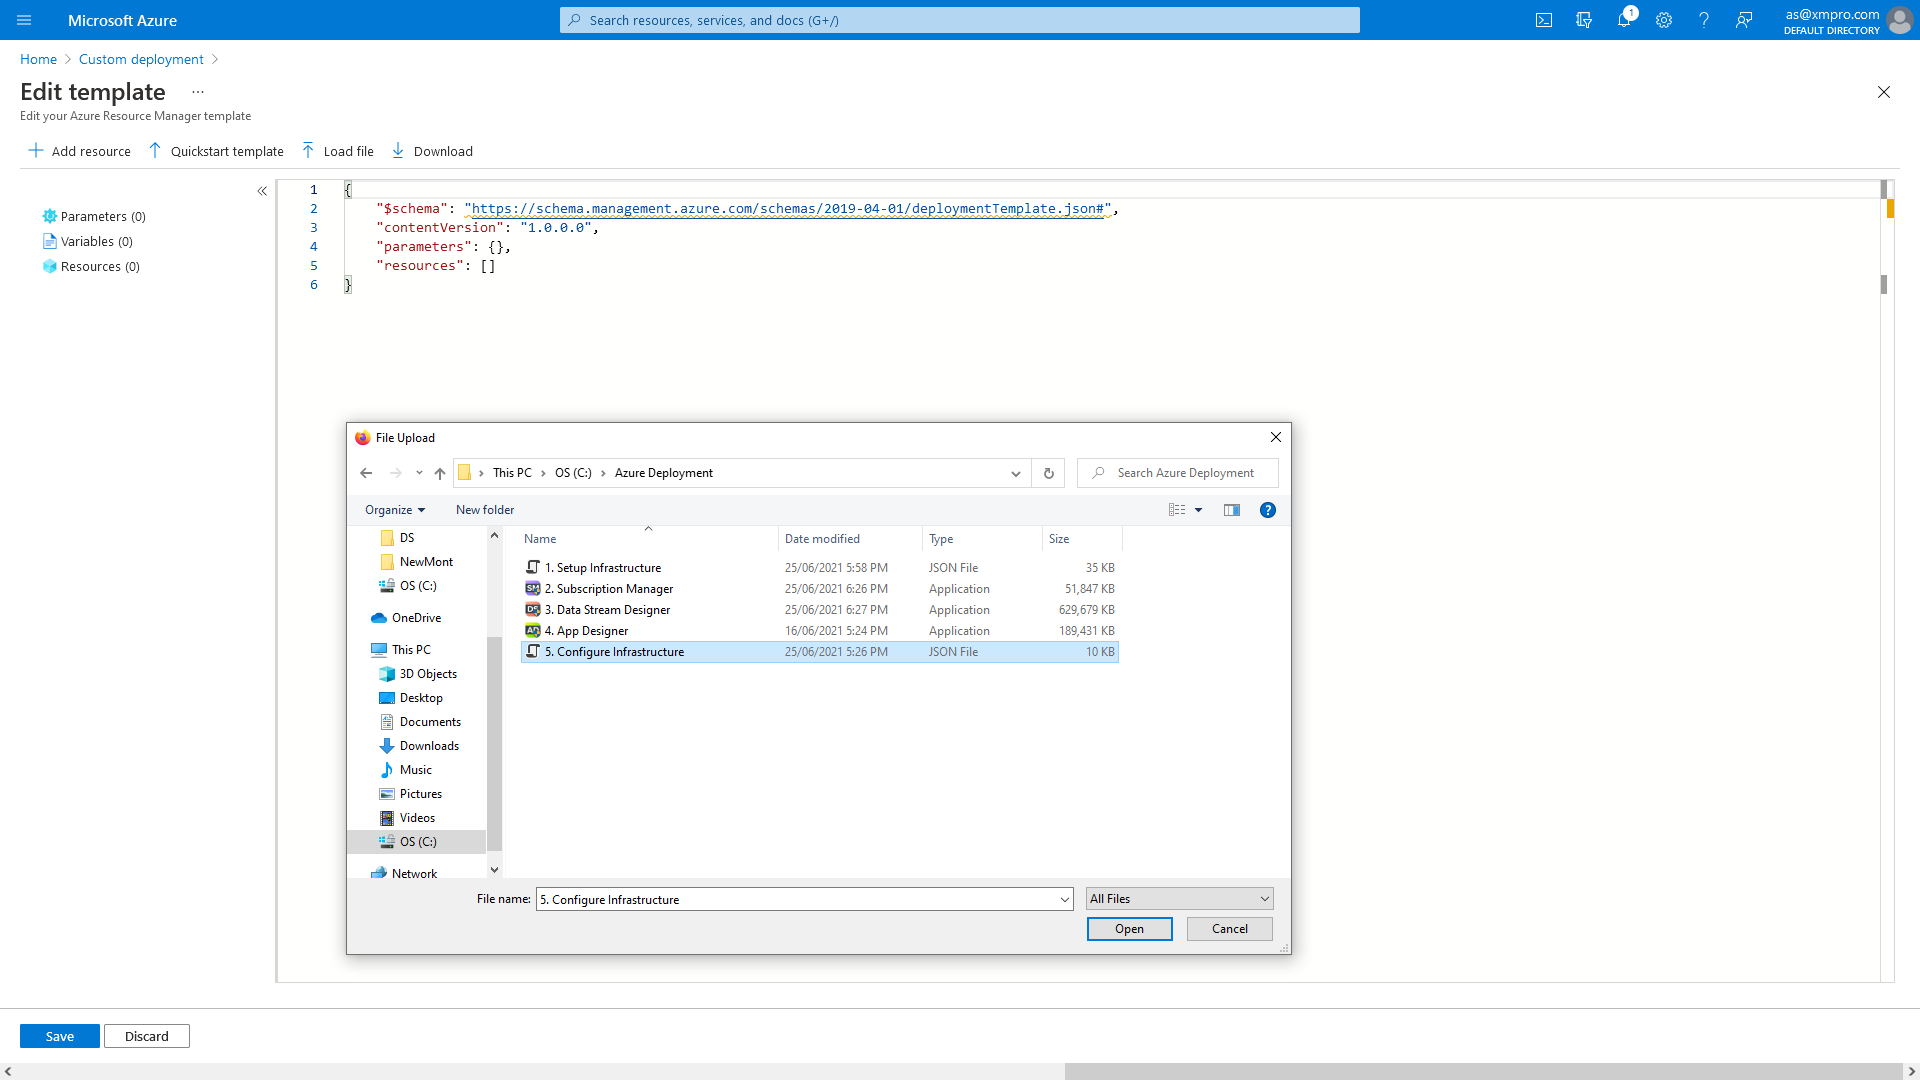 Microsoft Azure
Search resources, services, and docs (G+/)
1
as@xmpro.com
DEFAULT DIRECTORY
Home
Custom deployment
Edit template
...
Edit your Azure Resource Manager template
Add resource
Quickstart template
Load file
Download
Parameters (0)
Variables (0)
Resources (0)
1 {
2 "$schema": "https://schema.management.azure.com/schemas/2019-04-01/deploymentTemplate.json#",
3 "contentVersion": "1.0.0.0",
4 "parameters": {},
5 "resources": []
6 }
File Upload
This PC > OS (C:) > Azure Deployment
Search Azure Deployment
Organize
New folder
DS
NewMont
OS (C:)
OneDrive
This PC
3D Objects
Desktop
Documents
Downloads
Music
Pictures
Videos
OS (C:)
Network
Name Date modified Type Size
1. Setup Infrastructure 25/06/2021 5:58 PM JSON File 35 KB
SM 2. Subscription Manager 25/06/2021 6:26 PM Application 51,847 KB
DS 3. Data Stream Designer 25/06/2021 6:27 PM Application 629,679 KB
AD 4. App Designer 16/06/2021 5:24 PM Application 189,431 KB
5. Configure Infrastructure 25/06/2021 5:26 PM JSON File 10 KB
File name: 5. Configure Infrastructure
All Files
Open
Cancel
Save
Discard